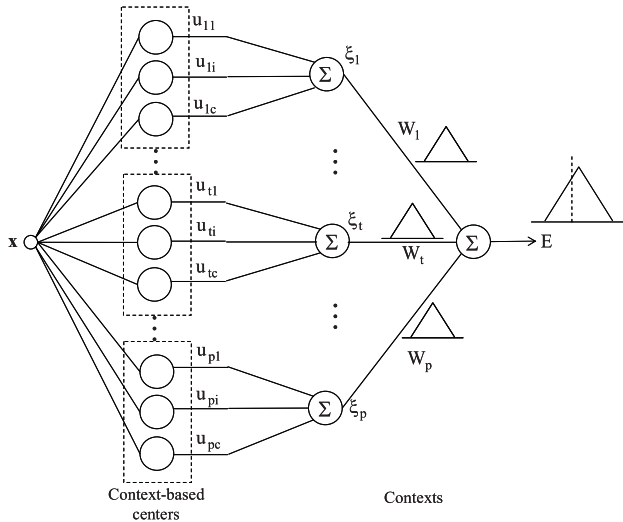 u11
u1i
u1c
Σ
ξ1
W1
x
ut1
uti
utc
Σ
ξt
Wt
Σ
E
up1
upi
upc
Σ
ξp
Wp
Context-based
centers
Contexts